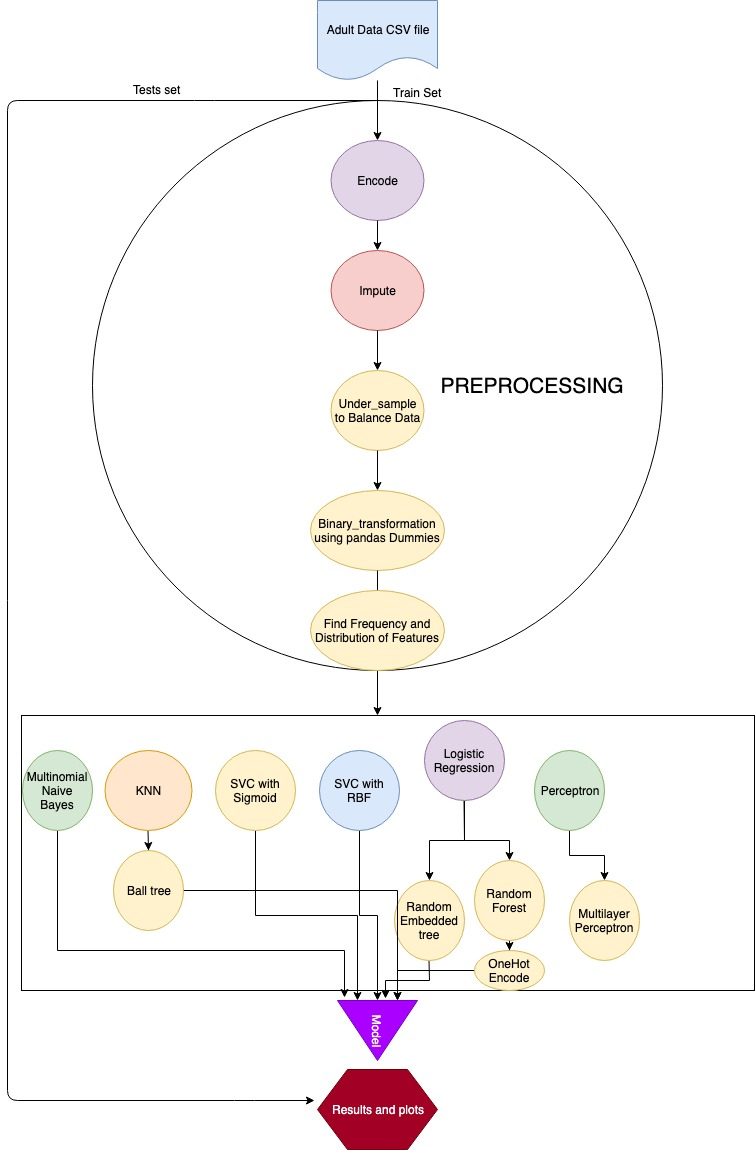 Adult Data CSV file
Tests set
Train Set
Encode
Impute
PREPROCESSING
Under_sample
to Balance Data
Binary_transformation
using pandas Dummies
Find Frequency and
Distribution of Features
Multinomial
Naive
Bayes
KNN
SVC with
Sigmoid
SVC with
RBF
Logistic
Regression
Perceptron
Ball tree
Random
Embedded
tree
Random
Forest
Multilayer
Perceptron
OneHot
Encode
Model
Results and plots